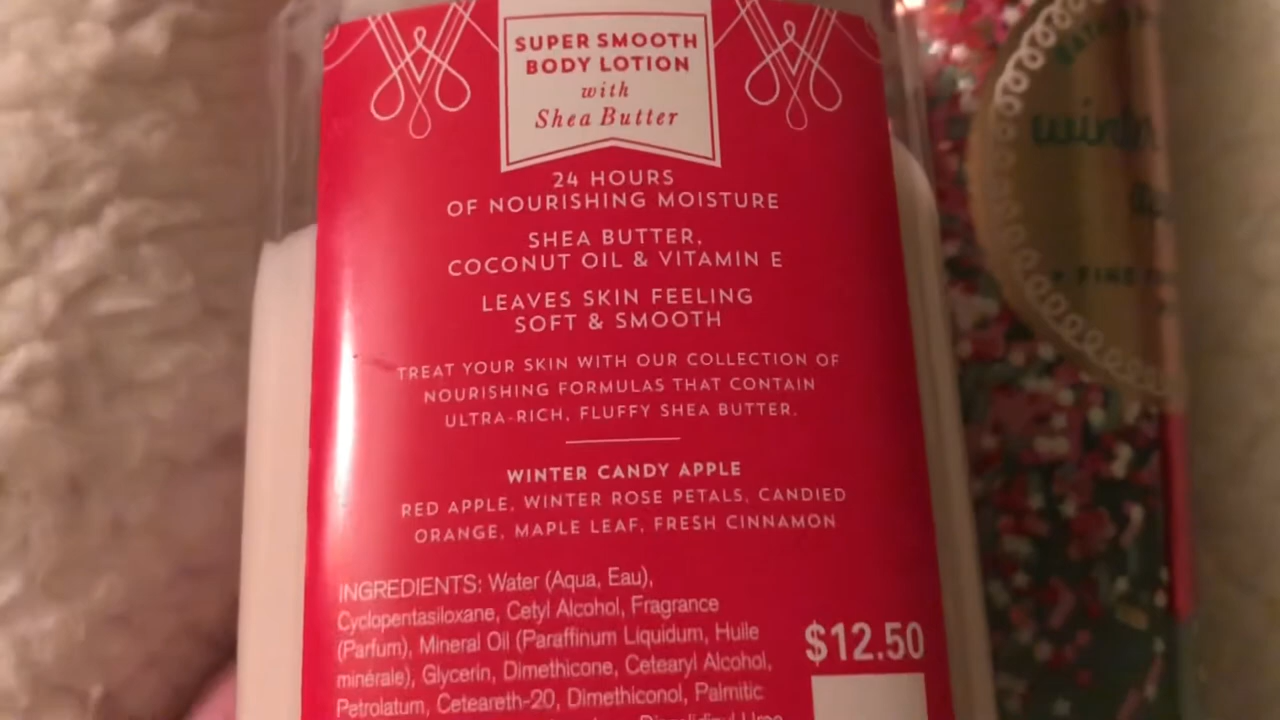 SUPER SMOOTH
BODY LOTION
with
Shea Butter
24 HOURS
OF NOURISHING MOISTURE
SHEA BUTTER,
COCONUT OIL & VITAMIN E
LEAVES SKIN FEELING
SOFT & SMOOTH
TREAT YOUR SKIN WITH OUR COLLECTION OF
NOURISHING FORMULAS THAT CONTAIN
ULTRA-RICH, FLUFFY SHEA BUTTER.
WINTER CANDY APPLE
RED APPLE, WINTER ROSE PETALS, CANDIED
ORANGE, MAPLE LEAF, FRESH CINNAMON
INGREDIENTS: Water (Aqua, Eau),
Cyclopentasiloxane, Cetyl Alcohol, Fragrance
(Parfum), Mineral Oil (Paraffinum Liquidum, Huile
minérale), Glycerin, Dimethicone, Cetearyl Alcohol,
Petrolatum, Ceteareth-20, Dimethiconol, Palmitic
$12.50